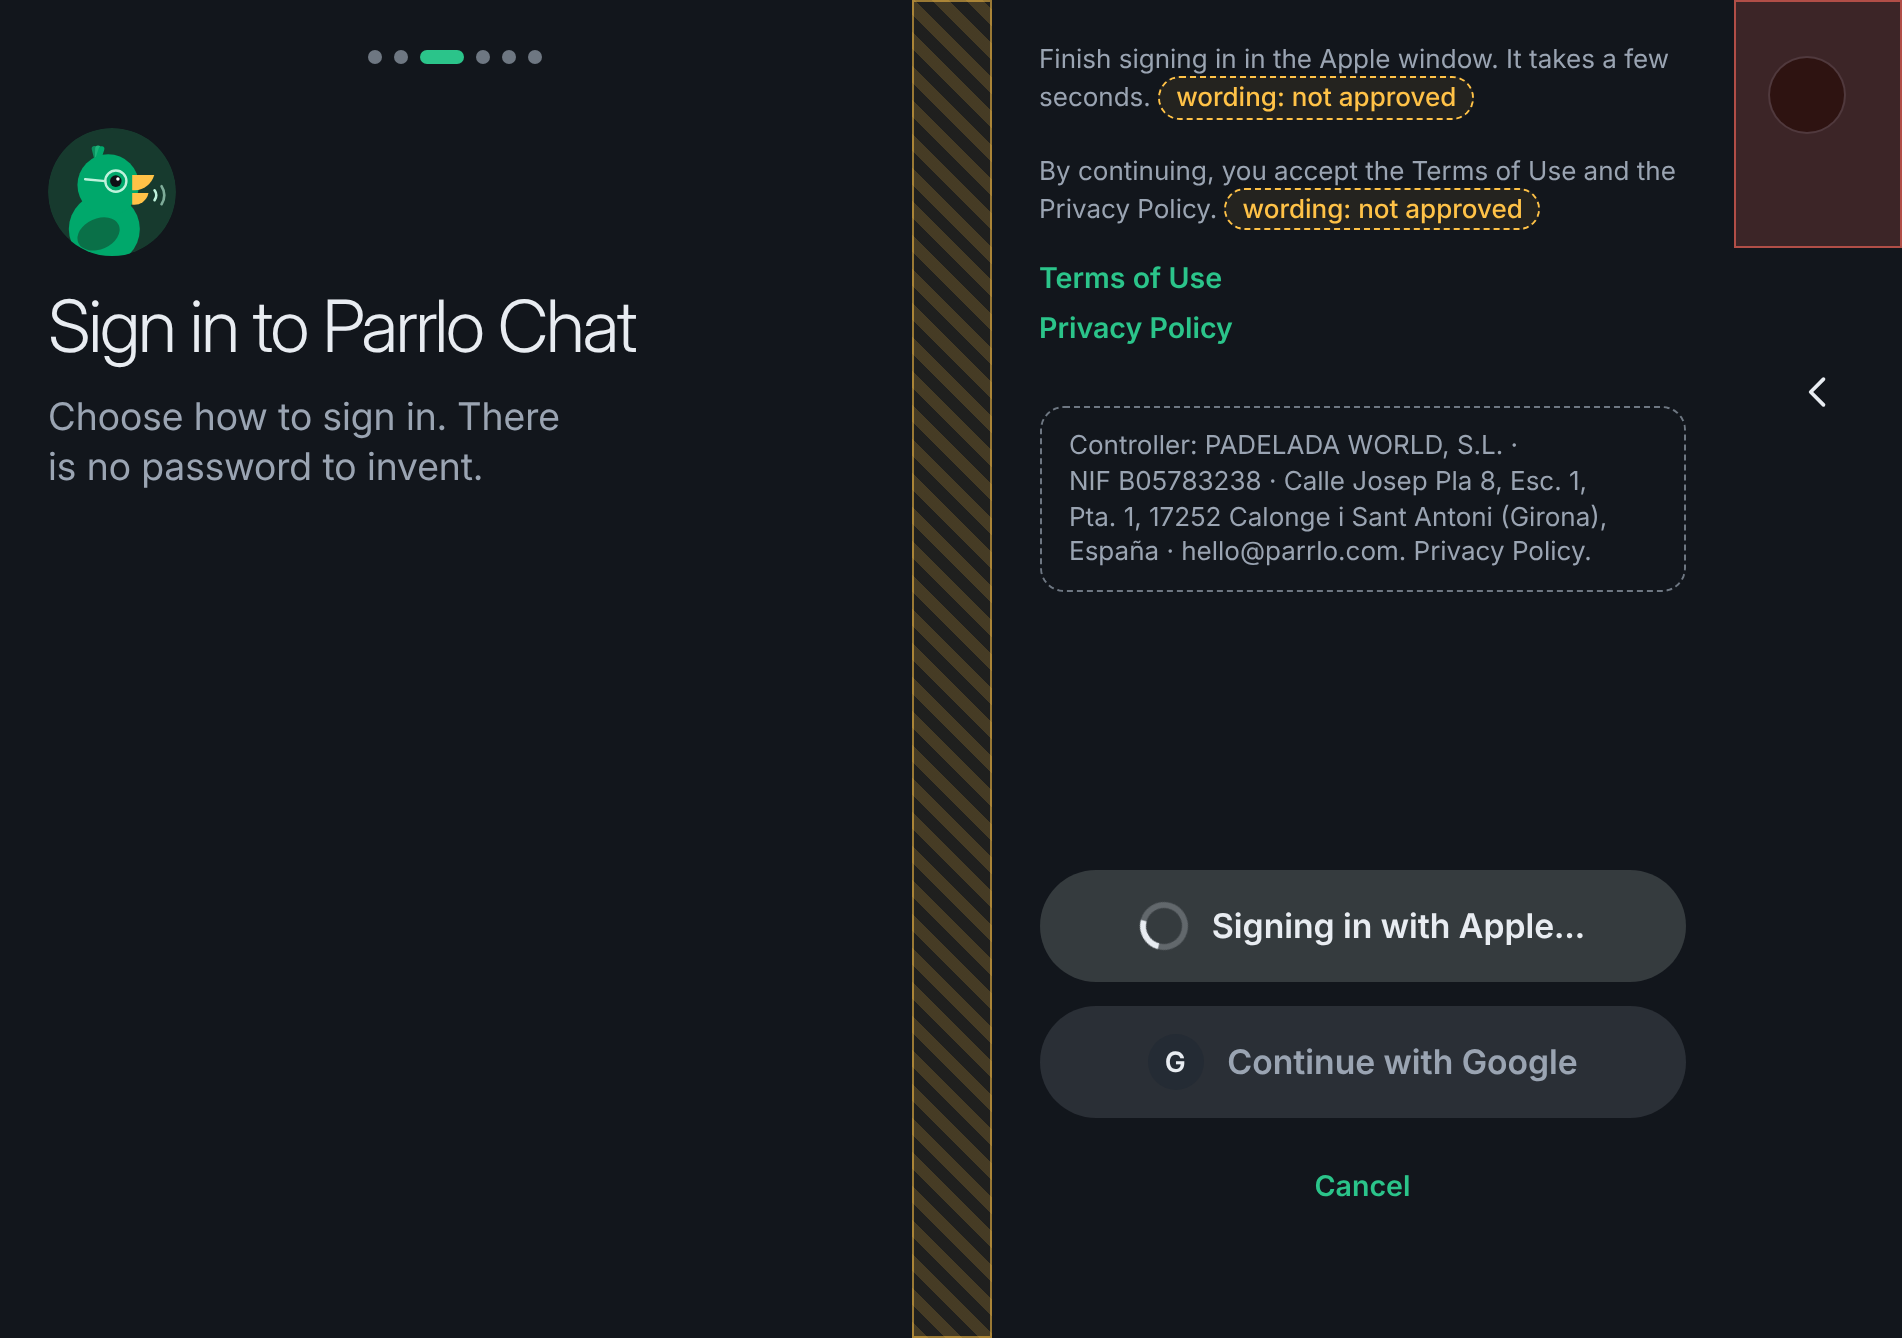 Sign in to Parrlo Chat
Choose how to sign in. There
is no password to invent.
Finish signing in in the Apple window. It takes a few
seconds. wording: not approved
By continuing, you accept the Terms of Use and the
Privacy Policy. wording: not approved
Terms of Use
Privacy Policy
Controller: PADELADA WORLD, S.L. ·
NIF B05783238 · Calle Josep Pla 8, Esc. 1,
Pta. 1, 17252 Calonge i Sant Antoni (Girona),
España · hello@parrlo.com. Privacy Policy.
Signing in with Apple...
G Continue with Google
Cancel